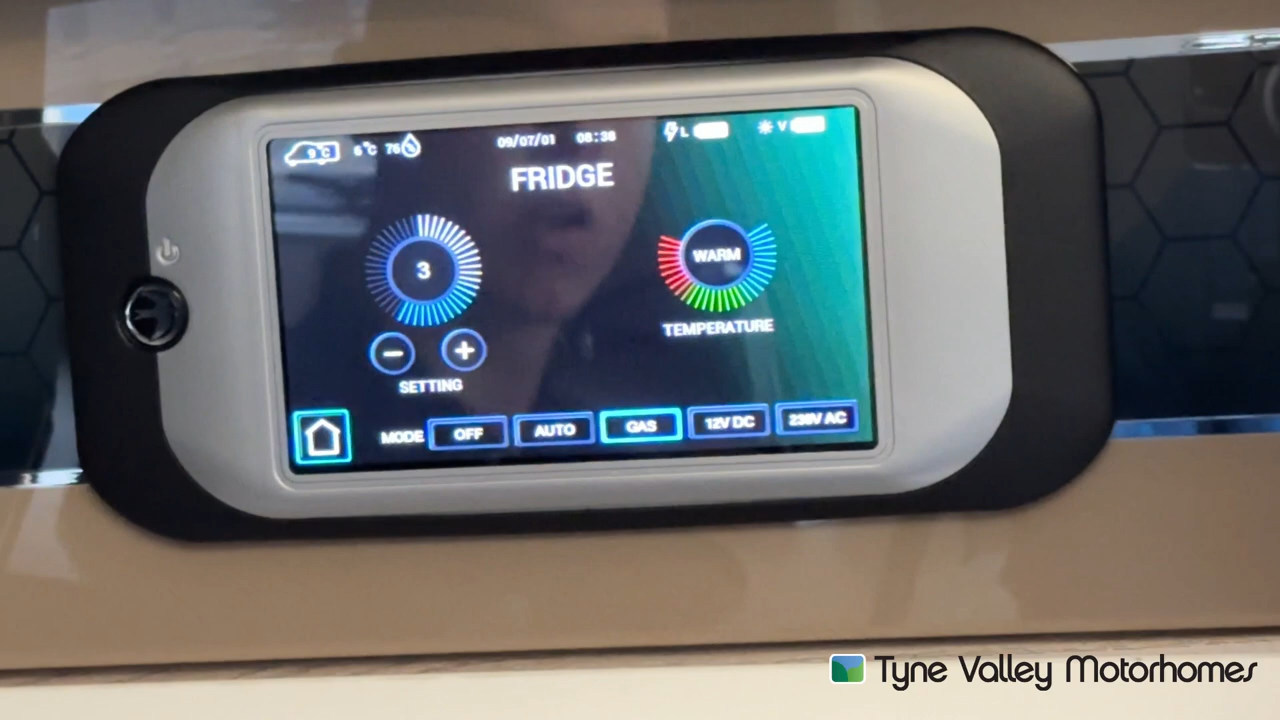 9°C 6°C 76% 09/07/01 08:38 L V
FRIDGE
3 WARM
TEMPERATURE
− +
SETTING
MODE OFF AUTO GAS 12V DC 230V AC
Tyne Valley Motorhomes